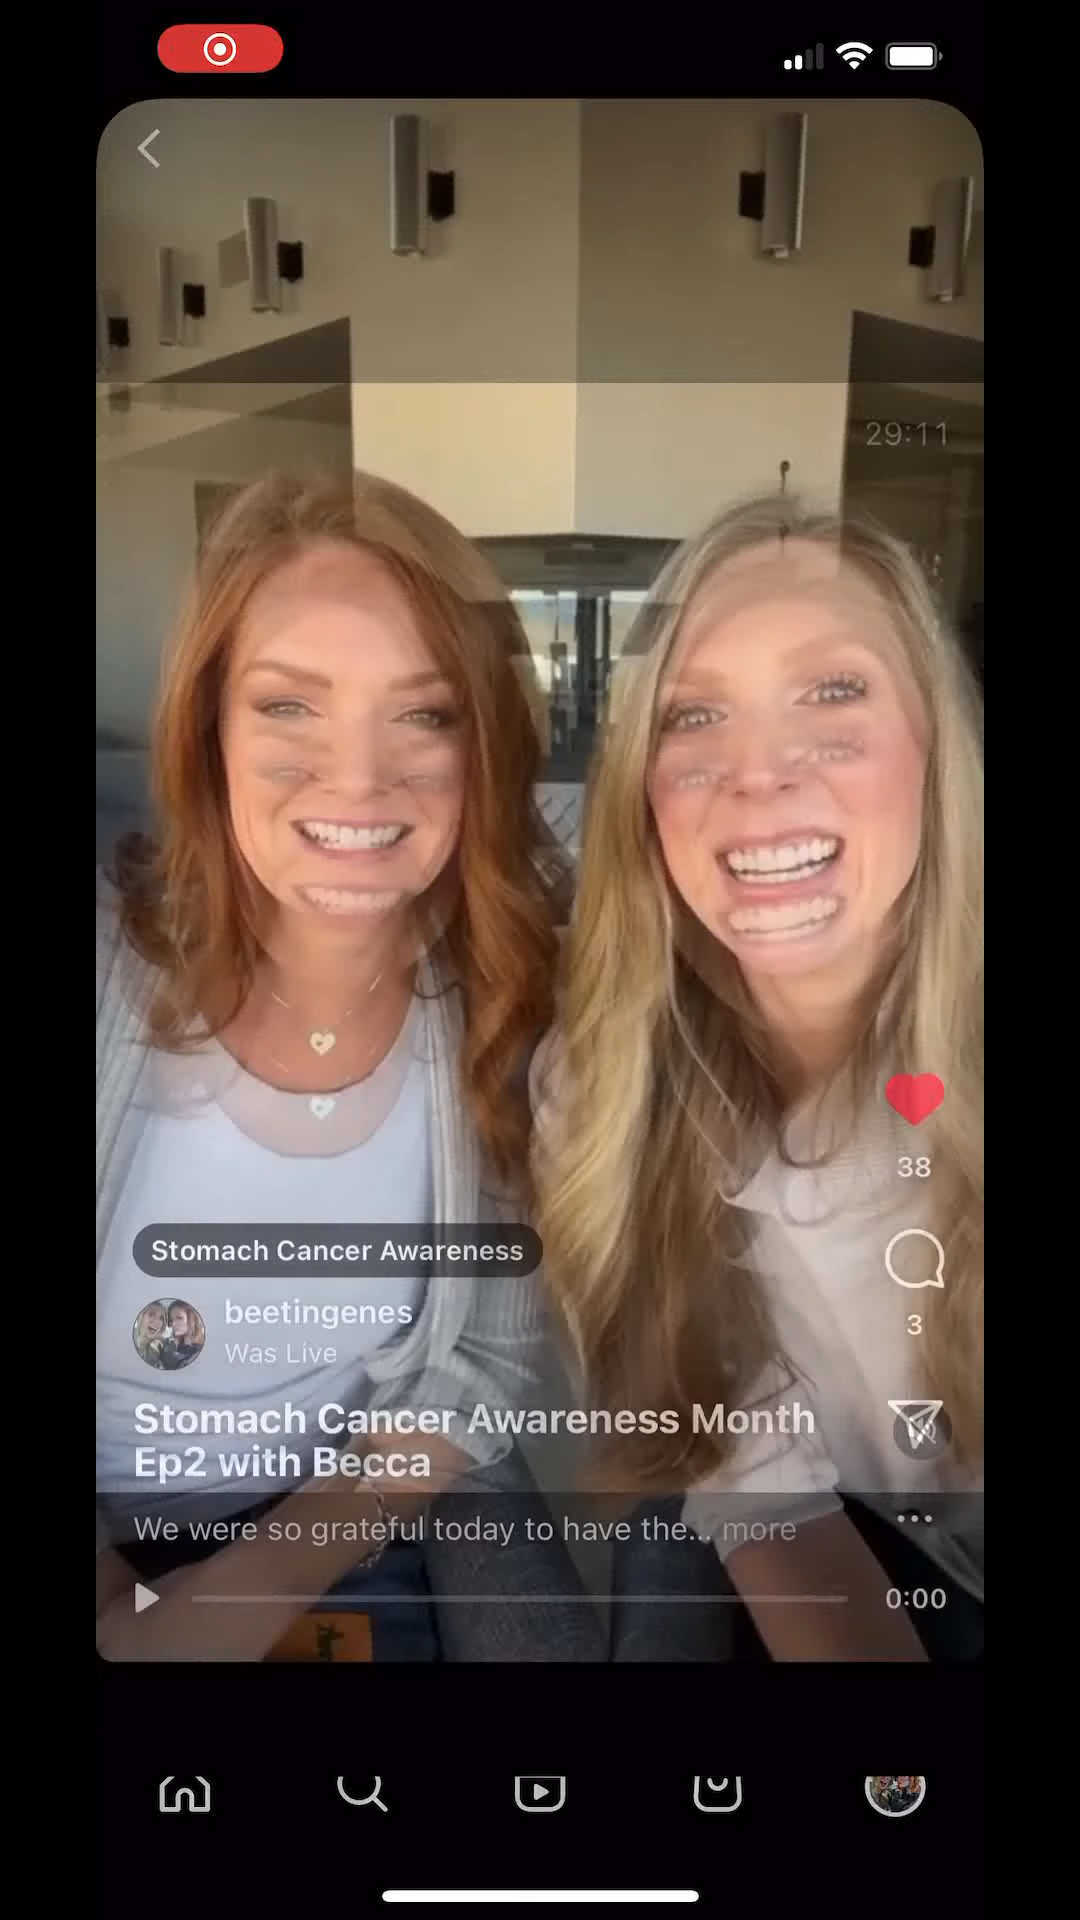 29:11
38
Stomach Cancer Awareness
beetingenes
3
Was Live
Stomach Cancer Awareness Month
Ep2 with Becca
We were so grateful today to have the... more
0:00